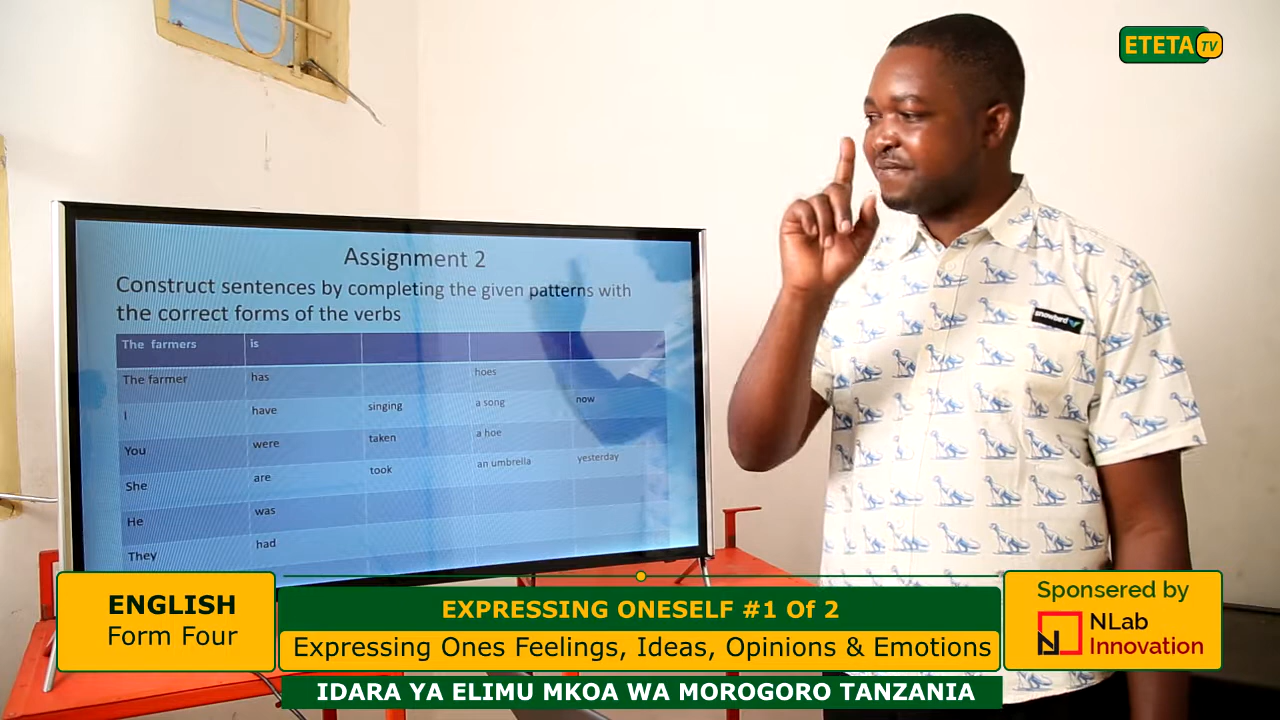 ETETA TV
Assignment 2
Construct sentences by completing the given patterns with
the correct forms of the verbs
The farmers is
The farmer has hoes
I have singing a song now
You were taken a hoe
She are took an umbrella yesterday
He was
They had
snowbird
ENGLISH
Form Four
EXPRESSING ONESELF #1 Of 2
Expressing Ones Feelings, Ideas, Opinions & Emotions
Sponsered by
NLab
Innovation
IDARA YA ELIMU MKOA WA MOROGORO TANZANIA